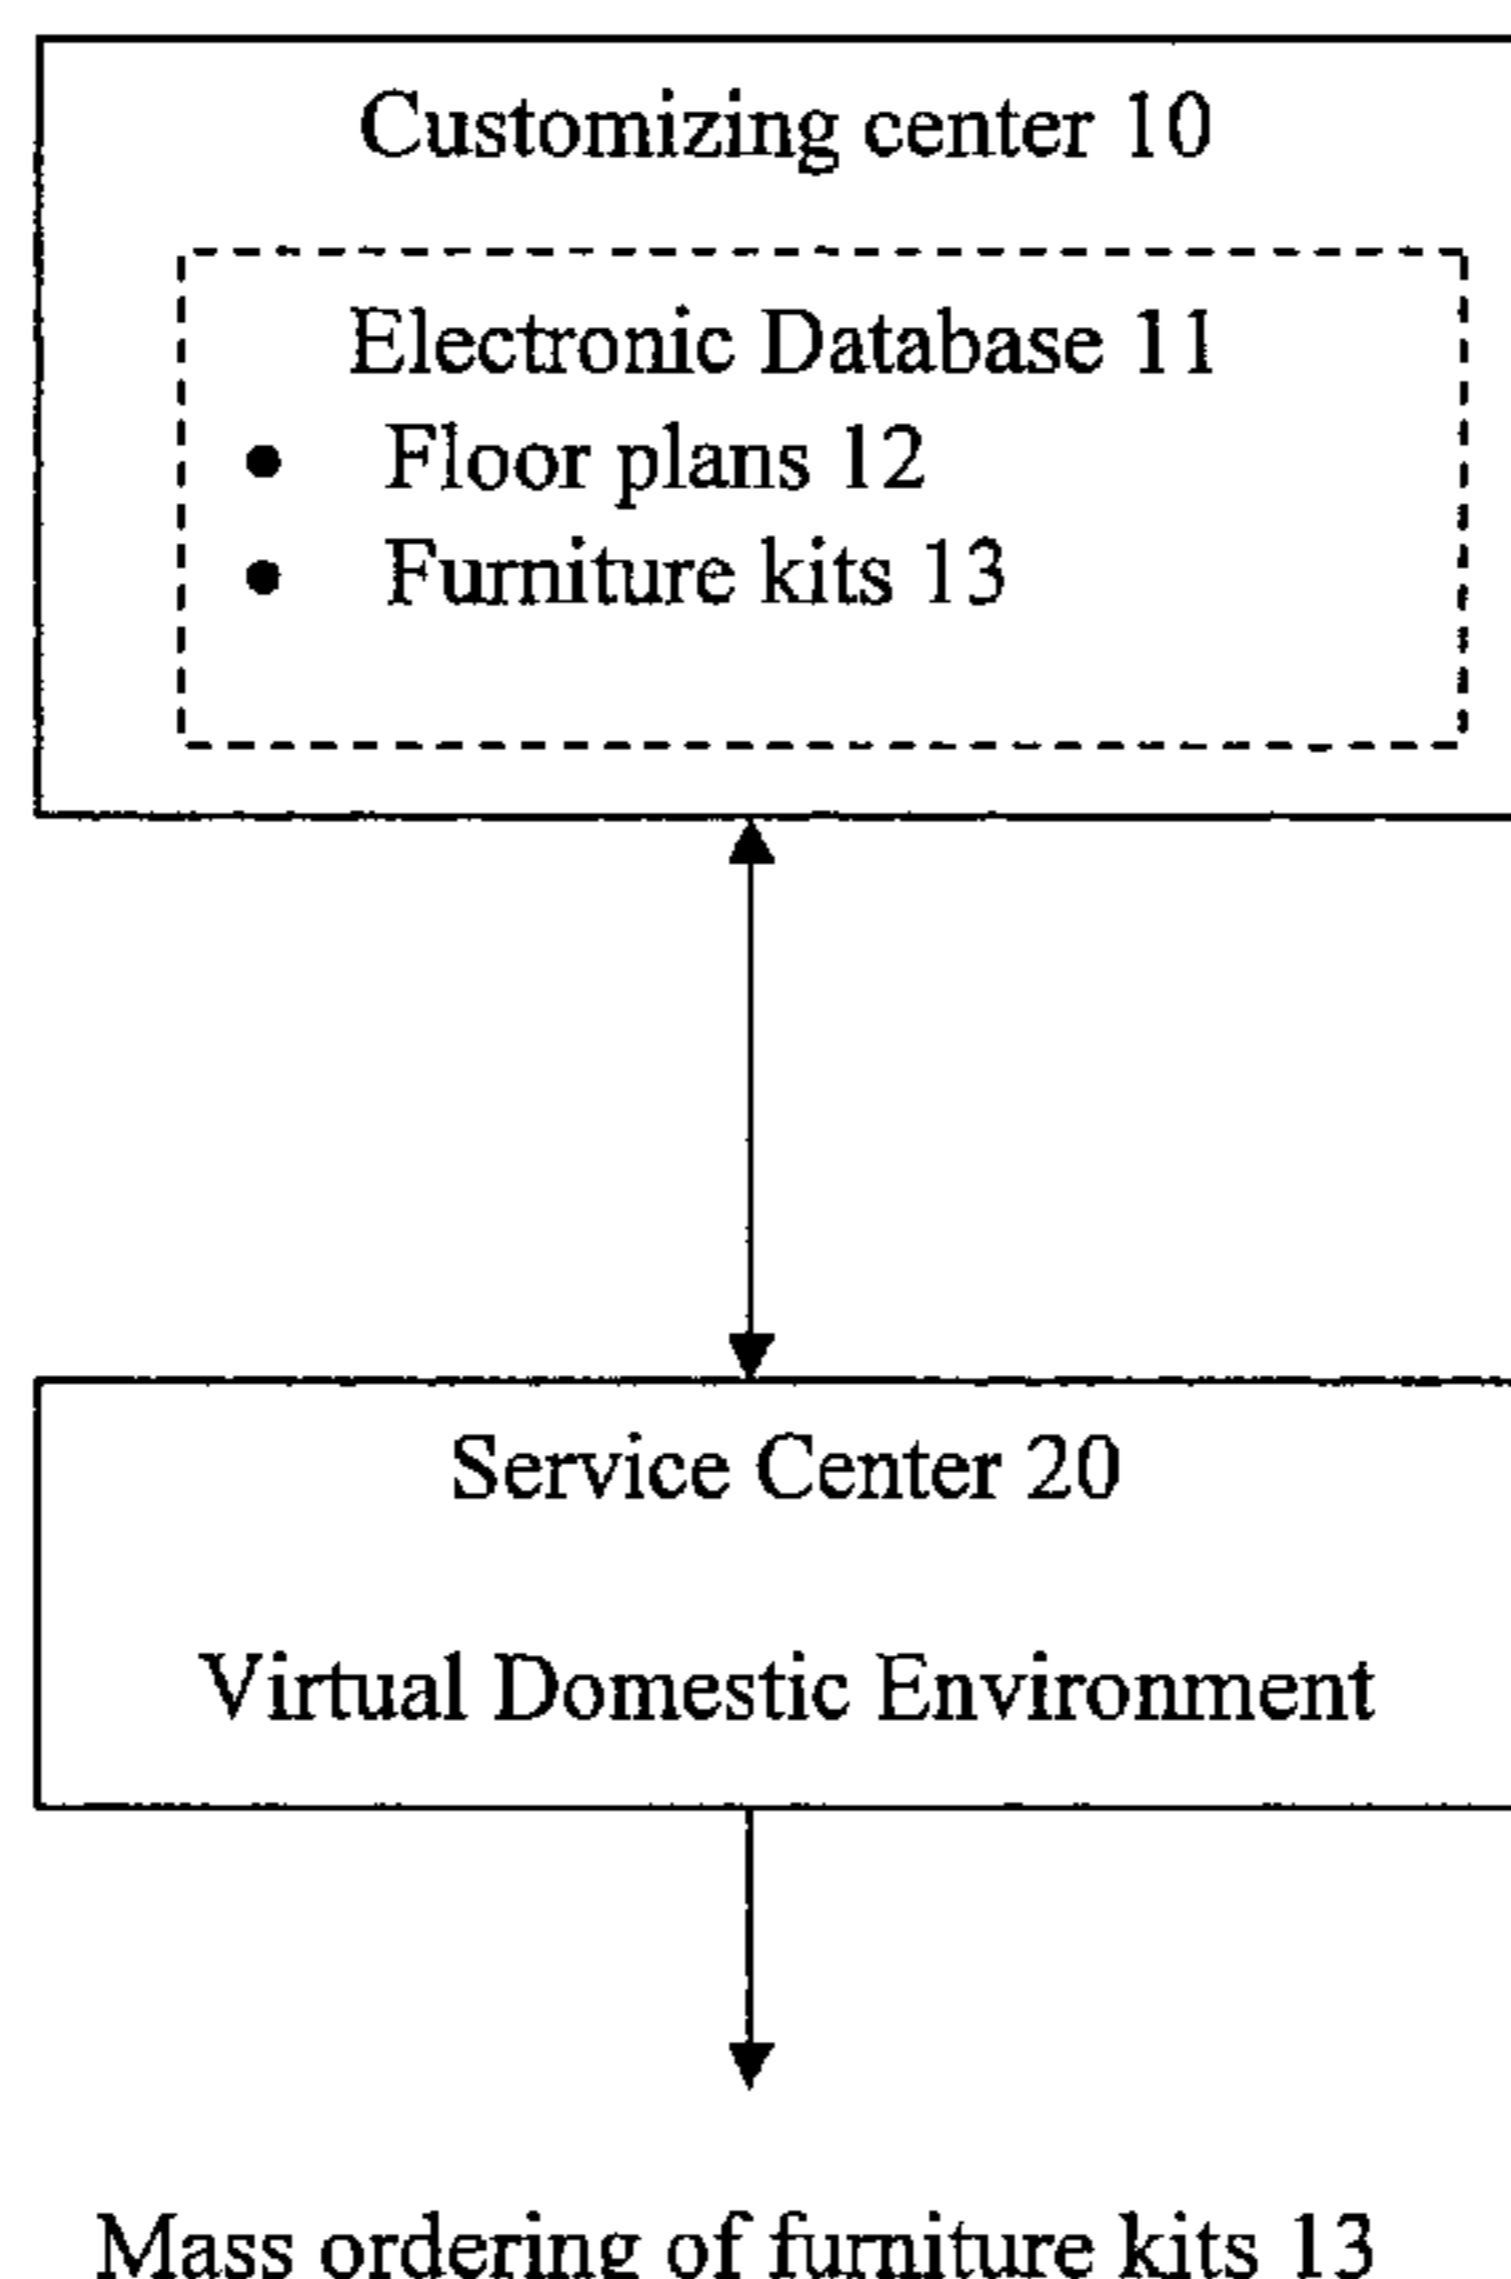 Customizing center 10
Electronic Database 11
● Floor plans 12
● Furniture kits 13
Service Center 20
Virtual Domestic Environment
Mass ordering of furniture kits 13